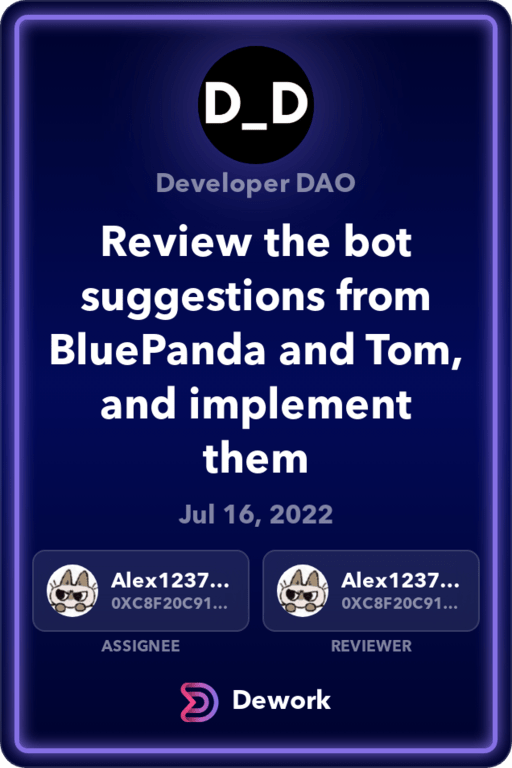 D_D
Developer DAO
Review the bot
suggestions from
BluePanda and Tom,
and implement
them
Jul 16, 2022
Alex1237... Alex1237...
0XC8F20C91... 0XC8F20C91...
ASSIGNEE REVIEWER
Dework